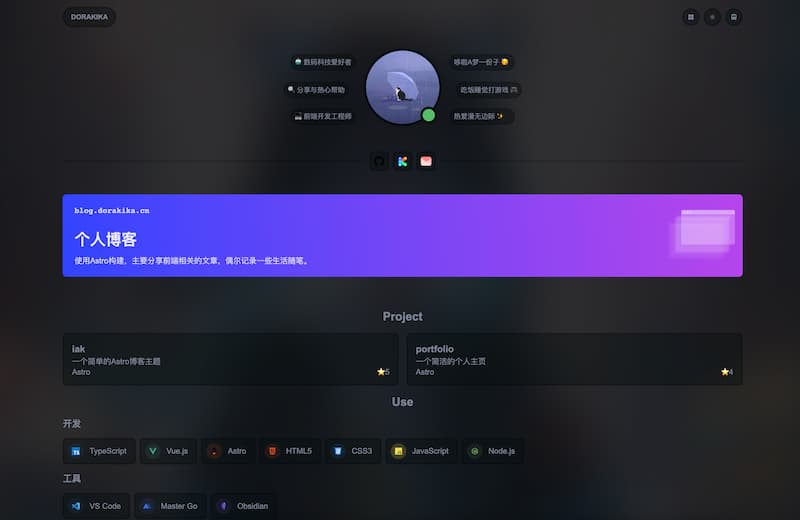 DORAKIKA
🤖 数码科技爱好者
哆啦A梦一份子 🥳
🔍 分享与热心帮助
吃饭睡觉打游戏 🎮
💻 前端开发工程师
热爱漫无边际 ✨
blog.dorakika.cn
个人博客
使用Astro构建，主要分享前端相关的文章，偶尔记录一些生活随笔。
Project
iak
一个简单的Astro博客主题
Astro
⭐5
portfolio
一个简洁的个人主页
Astro
⭐4
Use
开发
TypeScript Vue.js Astro HTML5 CSS3 JavaScript Node.js
工具
VS Code Master Go Obsidian